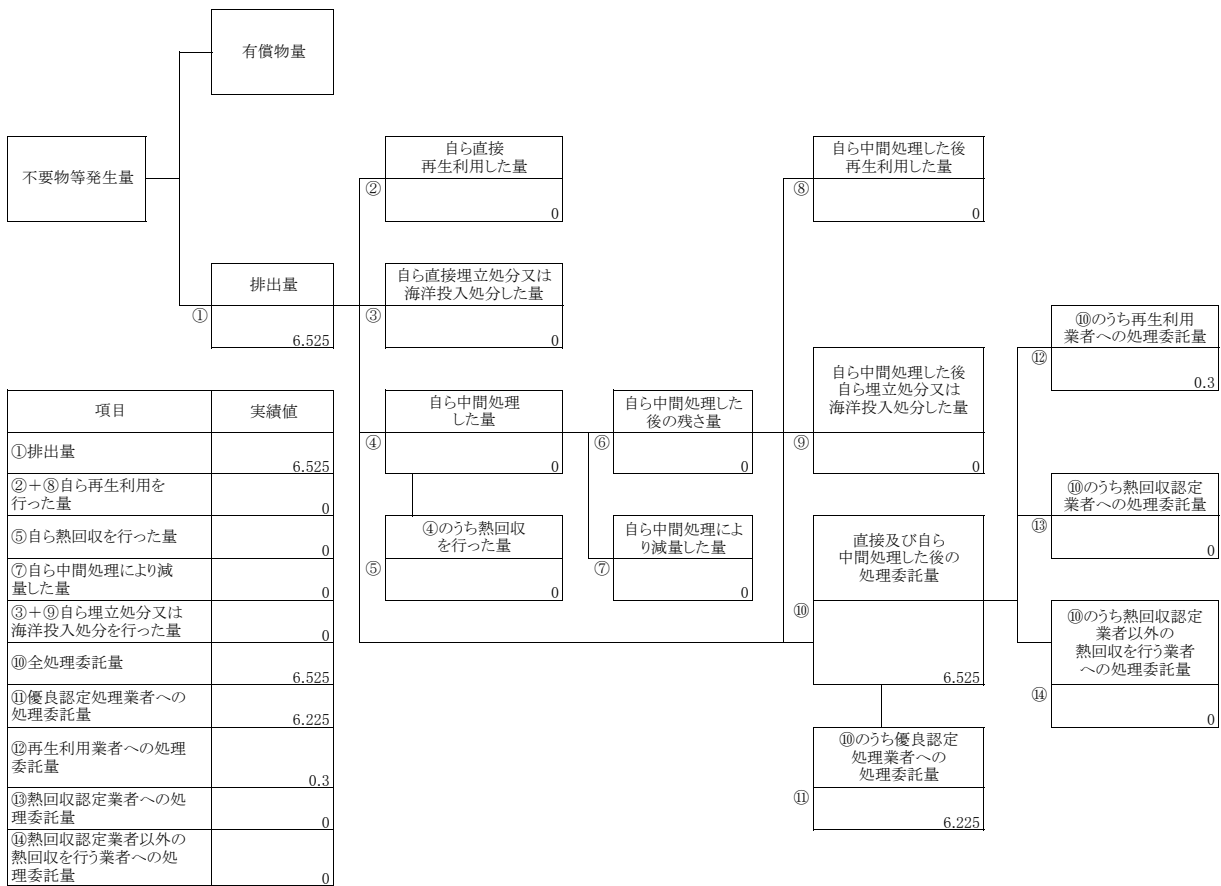 有償物量
不要物等発生量
自ら直接
再生利用した量
②
0
自ら中間処理した後
再生利用した量
⑧
0
排出量
①
6.525
自ら直接埋立処分又は
海洋投入処分した量
③
0
⑩のうち再生利用
業者への処理委託量
⑫
0.3
自ら中間処理
した量
④
0
自ら中間処理した
後の残さ量
⑥
0
自ら中間処理した後
自ら埋立処分又は
海洋投入処分した量
⑨
0
⑩のうち熱回収認定
業者への処理委託量
⑬
0
④のうち熱回収
を行った量
⑤
0
自ら中間処理によ
り減量した量
⑦
0
直接及び自ら
中間処理した後の
処理委託量
⑩
6.525
⑩のうち熱回収認定
業者以外の
熱回収を行う業者
への処理委託量
⑭
0
⑩のうち優良認定
処理業者への
処理委託量
⑪
6.225
項目 実績値
①排出量
6.525
②+⑧自ら再生利用を
行った量
0
⑤自ら熱回収を行った量
0
⑦自ら中間処理により減
量した量
0
③+⑨自ら埋立処分又は
海洋投入処分を行った量
0
⑩全処理委託量
6.525
⑪優良認定処理業者への
処理委託量
6.225
⑫再生利用業者への処理
委託量
0.3
⑬熱回収認定業者への処
理委託量
0
⑭熱回収認定業者以外の
熱回収を行う業者への処
理委託量
0